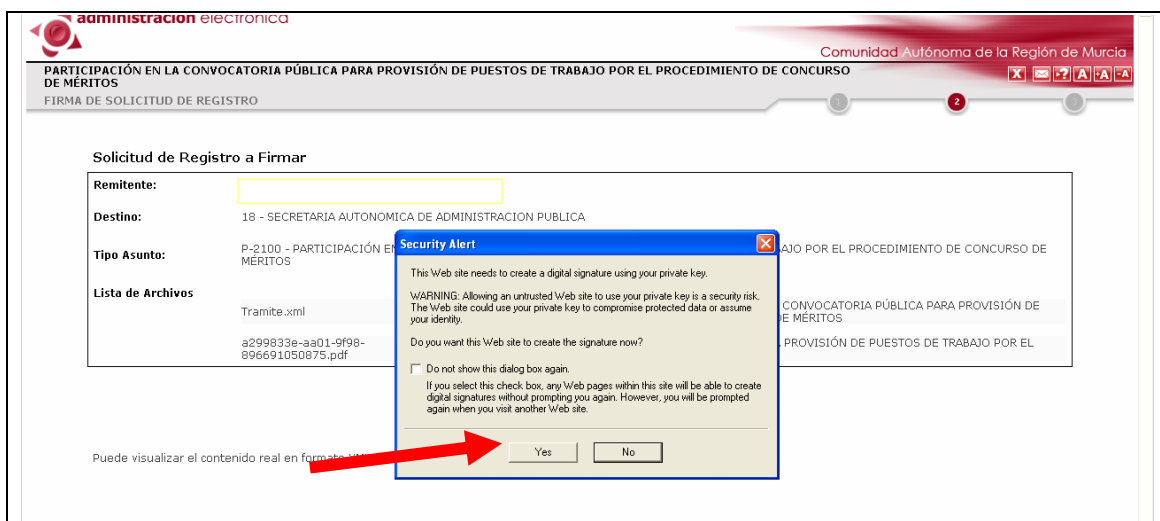 administración electrónica
Comunidad Autónoma de la Región de Murcia
PARTICIPACIÓN EN LA CONVOCATORIA PÚBLICA PARA PROVISIÓN DE PUESTOS DE TRABAJO POR EL PROCEDIMIENTO DE CONCURSO
DE MÉRITOS
X ? A +A -A
FIRMA DE SOLICITUD DE REGISTRO
1 2 3
Solicitud de Registro a Firmar
Remitente:
Destino: 18 - SECRETARIA AUTONOMICA DE ADMINISTRACION PUBLICA
Tipo Asunto: P-2100 - PARTICIPACIÓN EN
AJO POR EL PROCEDIMIENTO DE CONCURSO DE
MÉRITOS
Lista de Archivos
Tramite.xml
CONVOCATORIA PÚBLICA PARA PROVISIÓN DE
DE MÉRITOS
a299833e-aa01-9f98-
896691050875.pdf
PROVISIÓN DE PUESTOS DE TRABAJO POR EL
Security Alert
This Web site needs to create a digital signature using your private key.
WARNING: Allowing an untrusted Web site to use your private key is a security risk.
The Web site could use your private key to compromise protected data or assume
your identity.
Do you want this Web site to create the signature now?
Do not show this dialog box again.
If you select this check box, any Web pages within this site will be able to create
digital signatures without prompting you again. However, you will be prompted
again when you visit another Web site.
Yes No
Puede visualizar el contenido real en formato